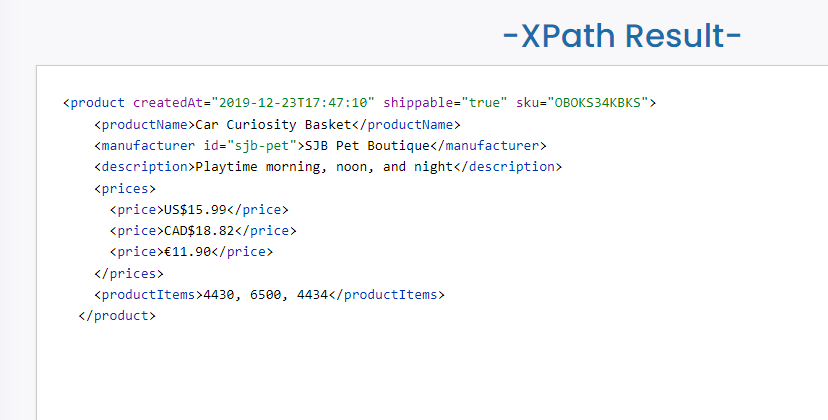 -XPath Result-
<product createdAt="2019-12-23T17:47:10" shippable="true" sku="OBOKS34KBKS">
<productName>Car Curiosity Basket</productName>
<manufacturer id="sjb-pet">SJB Pet Boutique</manufacturer>
<description>Playtime morning, noon, and night</description>
<prices>
<price>US$15.99</price>
<price>CAD$18.82</price>
<price>€11.90</price>
</prices>
<productItems>4430, 6500, 4434</productItems>
</product>